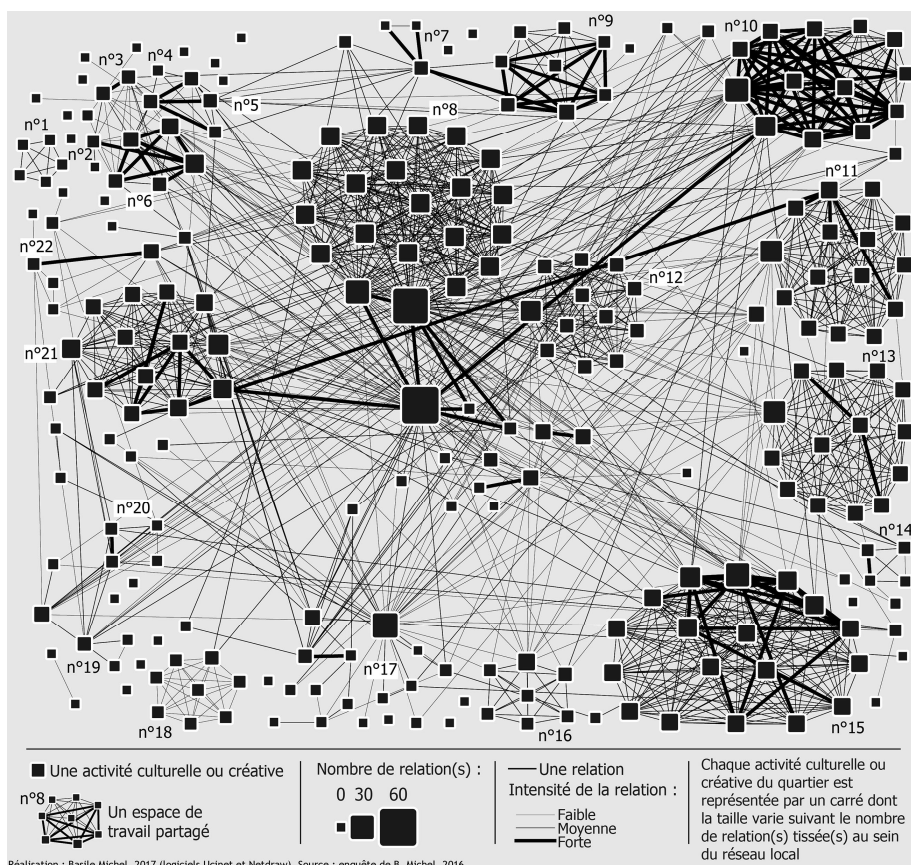 n°9
n°10
n°7
n°3
n°4
n°5
n°8
n°1
n°2
n°11
n°6
n°22
n°12
n°21
n°13
n°20
n°14
n°19
n°17
n°18
n°16
n°15
Une activité culturelle ou créative
n°8
Un espace de
travail partagé
Nombre de relation(s) :
0 30 60
Une relation
Intensité de la relation :
Faible
Moyenne
Forte
Chaque activité culturelle ou
créative du quartier est
représentée par un carré dont
la taille varie suivant le nombre
de relation(s) tissée(s) au sein
du réseau local
Réalisation : Basile Michel, 2017 (logiciels Ucinet et Netdraw). Source : enquête de B. Michel, 2016.